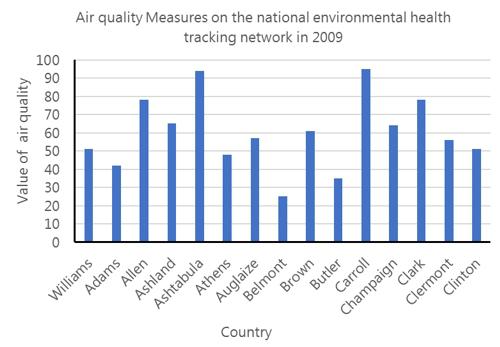 Air quality Measures on the national environmental health
tracking network in 2009
Value of air quality
100
90
80
70
60
50
40
30
20
10
0
Williams
Adams
Allen
Ashland
Ashtabula
Athens
Auglaize
Belmont
Brown
Butler
Carroll
Champaign
Clark
Clermont
Clinton
Country